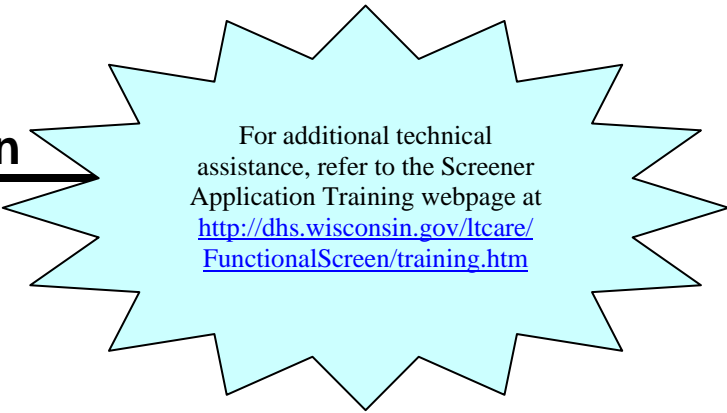 n
For additional technical
assistance, refer to the Screener
Application Training webpage at
http://dhs.wisconsin.gov/ltcare/
FunctionalScreen/training.htm